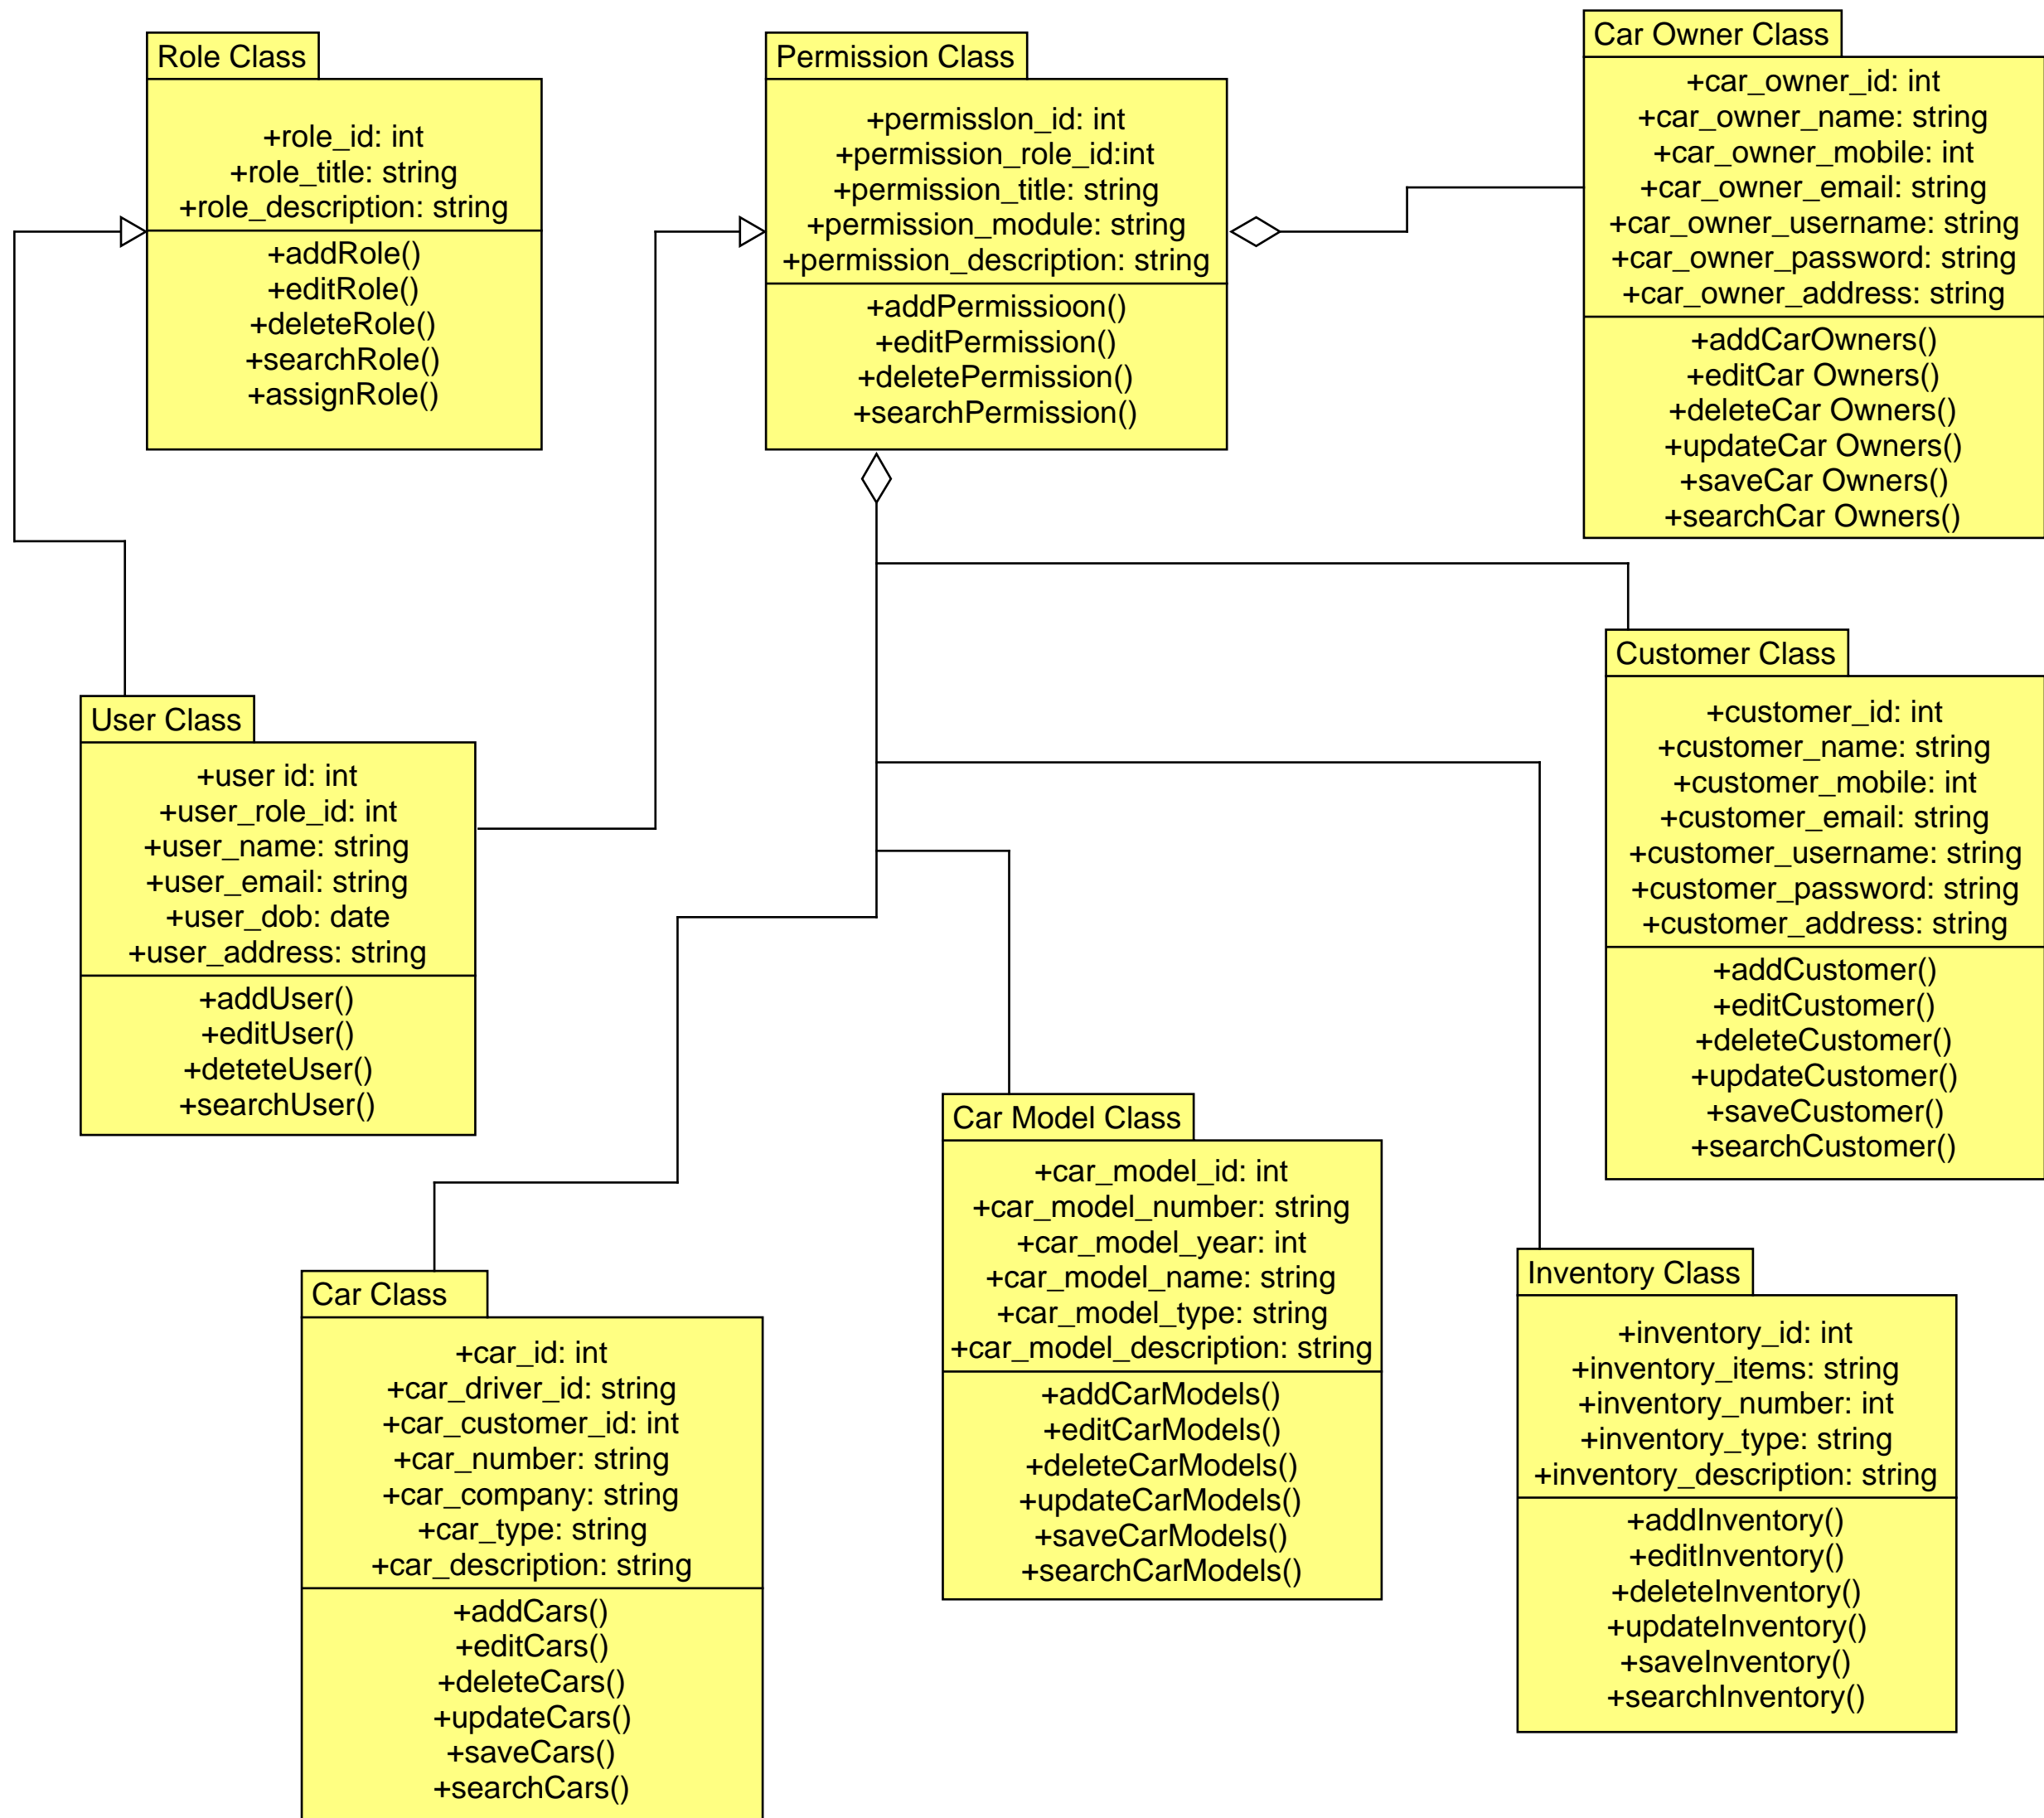 Role Class
+role_id: int
+role_title: string
+role_description: string
+addRole()
+editRole()
+deleteRole()
+searchRole()
+assignRole()
Permission Class
+permisslon_id: int
+permission_role_id:int
+permission_title: string
+permission_module: string
+permission_description: string
+addPermissioon()
+editPermission()
+deletePermission()
+searchPermission()
Car Owner Class
+car_owner_id: int
+car_owner_name: string
+car_owner_mobile: int
+car_owner_email: string
+car_owner_username: string
+car_owner_password: string
+car_owner_address: string
+addCarOwners()
+editCar Owners()
+deleteCar Owners()
+updateCar Owners()
+saveCar Owners()
+searchCar Owners()
User Class
+user id: int
+user_role_id: int
+user_name: string
+user_email: string
+user_dob: date
+user_address: string
+addUser()
+editUser()
+deteteUser()
+searchUser()
Customer Class
+customer_id: int
+customer_name: string
+customer_mobile: int
+customer_email: string
+customer_username: string
+customer_password: string
+customer_address: string
+addCustomer()
+editCustomer()
+deleteCustomer()
+updateCustomer()
+saveCustomer()
+searchCustomer()
Car Class
+car_id: int
+car_driver_id: string
+car_customer_id: int
+car_number: string
+car_company: string
+car_type: string
+car_description: string
+addCars()
+editCars()
+deleteCars()
+updateCars()
+saveCars()
+searchCars()
Car Model Class
+car_model_id: int
+car_model_number: string
+car_model_year: int
+car_model_name: string
+car_model_type: string
+car_model_description: string
+addCarModels()
+editCarModels()
+deleteCarModels()
+updateCarModels()
+saveCarModels()
+searchCarModels()
Inventory Class
+inventory_id: int
+inventory_items: string
+inventory_number: int
+inventory_type: string
+inventory_description: string
+addInventory()
+editInventory()
+deleteInventory()
+updateInventory()
+saveInventory()
+searchInventory()